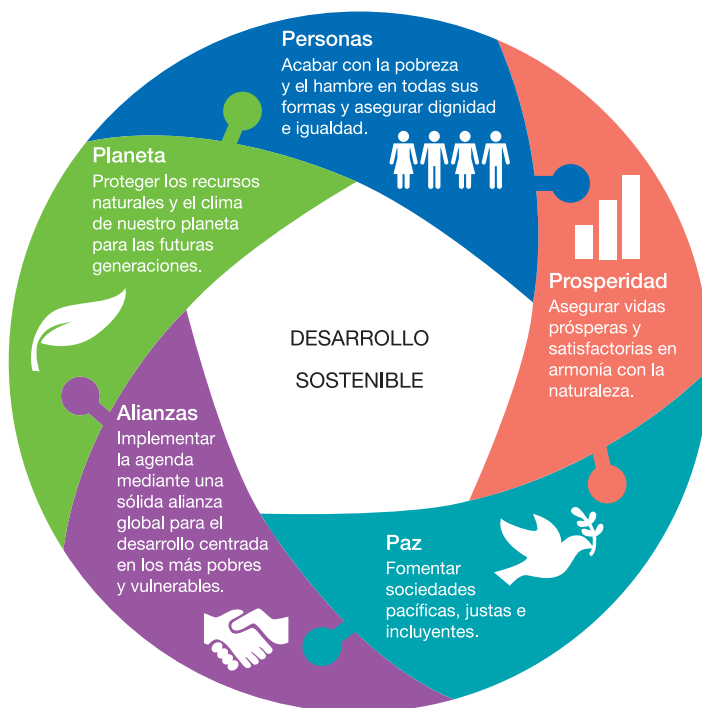 Personas
Acabar con la pobreza
y el hambre en todas sus
formas y asegurar dignidad
e igualdad.
Prosperidad
Asegurar vidas
prósperas y
satisfactorias en
armonía con la
naturaleza.
Paz
Fomentar
sociedades
pacíficas, justas e
incluyentes.
Alianzas
Implementar
la agenda
mediante una
sólida alianza
global para el
desarrollo centrada
en los más pobres
y vulnerables.
Planeta
Proteger los recursos
naturales y el clima
de nuestro planeta
para las futuras
generaciones.
DESARROLLO
SOSTENIBLE